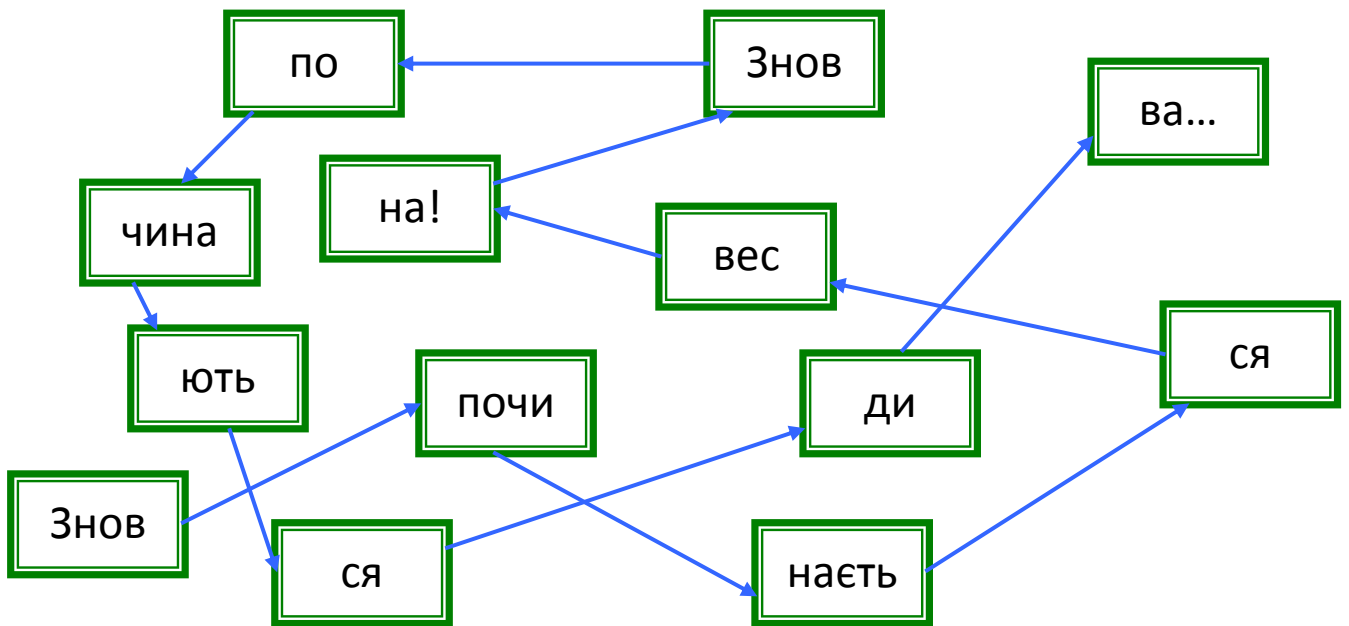 по
Знов
ва...
на!
чина
вес
ся
ють
почи
ди
Знов
ся
наєть